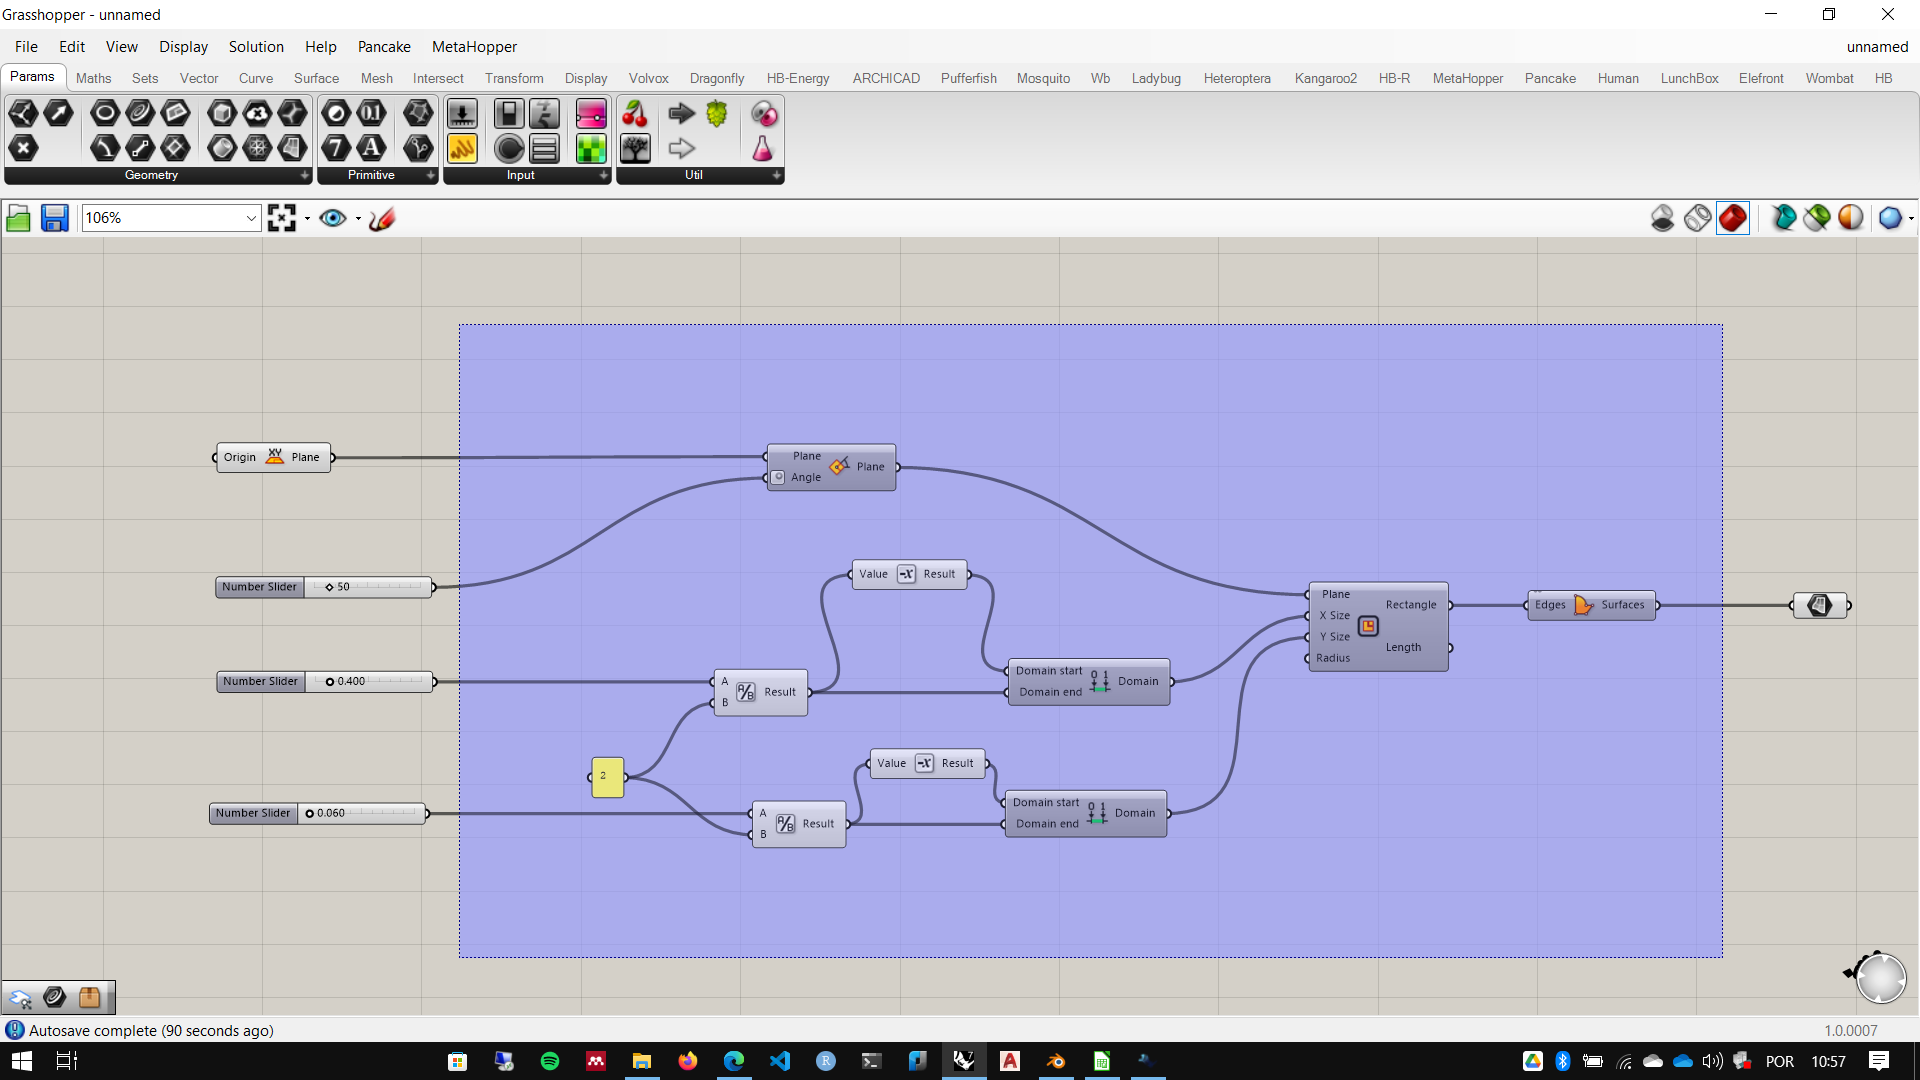 Grasshopper - unnamed
File Edit View Display Solution Help Pancake MetaHopper unnamed
Params Maths Sets Vector Curve Surface Mesh Intersect Transform Display Volvox Dragonfly HB-Energy ARCHICAD Pufferfish Mosquito Wb Ladybug Heteroptera Kangaroo2 HB-R MetaHopper Pancake Human LunchBox Elefront Wombat HB
Geometry Primitive Input Util
106%
Origin XY Plane
Plane Plane
Angle
Number Slider 50
Value -x Result
Plane Rectangle
X Size
Y Size Length
Radius
Edges Surfaces
Number Slider 0.400
A A/B Result
B
Domain start 0 1 Domain
Domain end
2
Value -x Result
Number Slider 0.060
A A/B Result
B
Domain start 0 1 Domain
Domain end
Autosave complete (90 seconds ago) 1.0.0007
POR 10:57